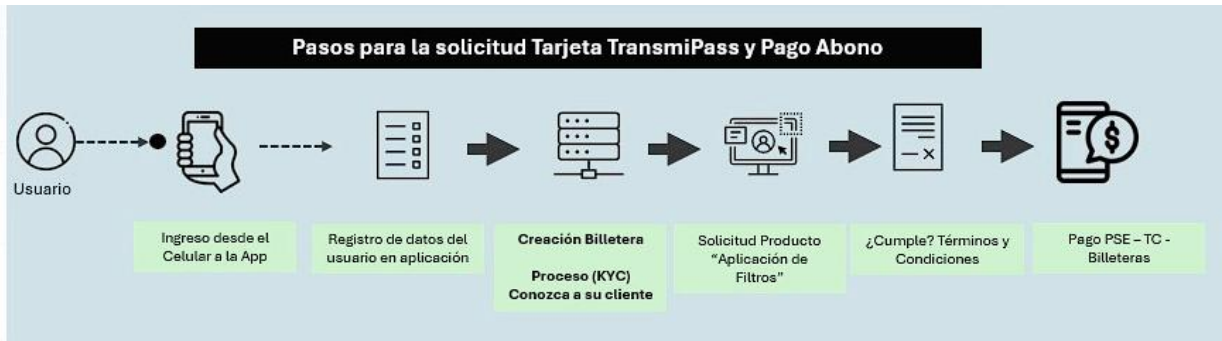 Pasos para la solicitud Tarjeta TransmiPass y Pago Abono
Usuario
Ingreso desde el
Celular a la App
Registro de datos del
usuario en aplicación
Creación Billetera
Proceso (KYC)
Conozca a su cliente
Solicitud Producto
“Aplicación de
Filtros”
¿Cumple? Términos y
Condiciones
Pago PSE – TC -
Billeteras